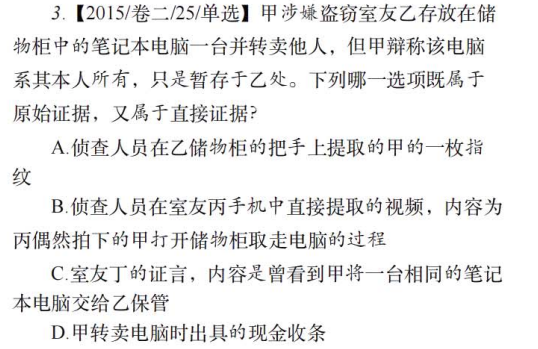 3.【2015/卷二/25/单选】甲涉嫌盗窃室友乙存放在储
物柜中的笔记本电脑一台并转卖他人，但甲辩称该电脑
系其本人所有，只是暂存于乙处。下列哪一选项既属于
原始证据，又属于直接证据？
A.侦查人员在乙储物柜的把手上提取的甲的一枚指
纹
B.侦查人员在室友丙手机中直接提取的视频，内容为
丙偶然拍下的甲打开储物柜取走电脑的过程
C.室友丁的证言，内容是曾看到甲将一台相同的笔记
本电脑交给乙保管
D.甲转卖电脑时出具的现金收条